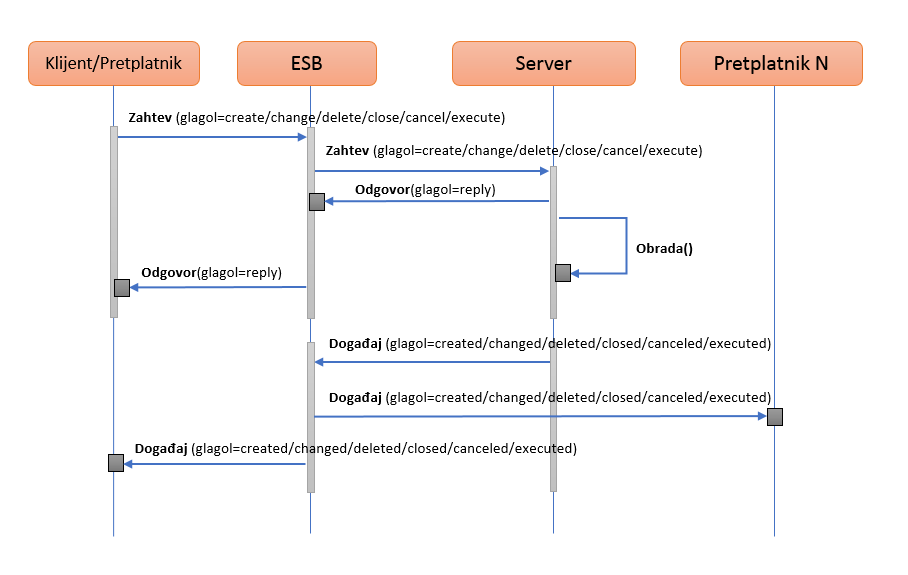 Klijent/Pretplatnik
ESB
Server
Pretplatnik N
Zahtev (glagol=create/change/delete/close/cancel/execute)
Zahtev (glagol=create/change/delete/close/cancel/execute)
Odgovor(glagol=reply)
Obrada()
Odgovor(glagol=reply)
Događaj (glagol=created/changed/deleted/closed/canceled/executed)
Događaj (glagol=created/changed/deleted/closed/canceled/executed)
Događaj (glagol=created/changed/deleted/closed/canceled/executed)